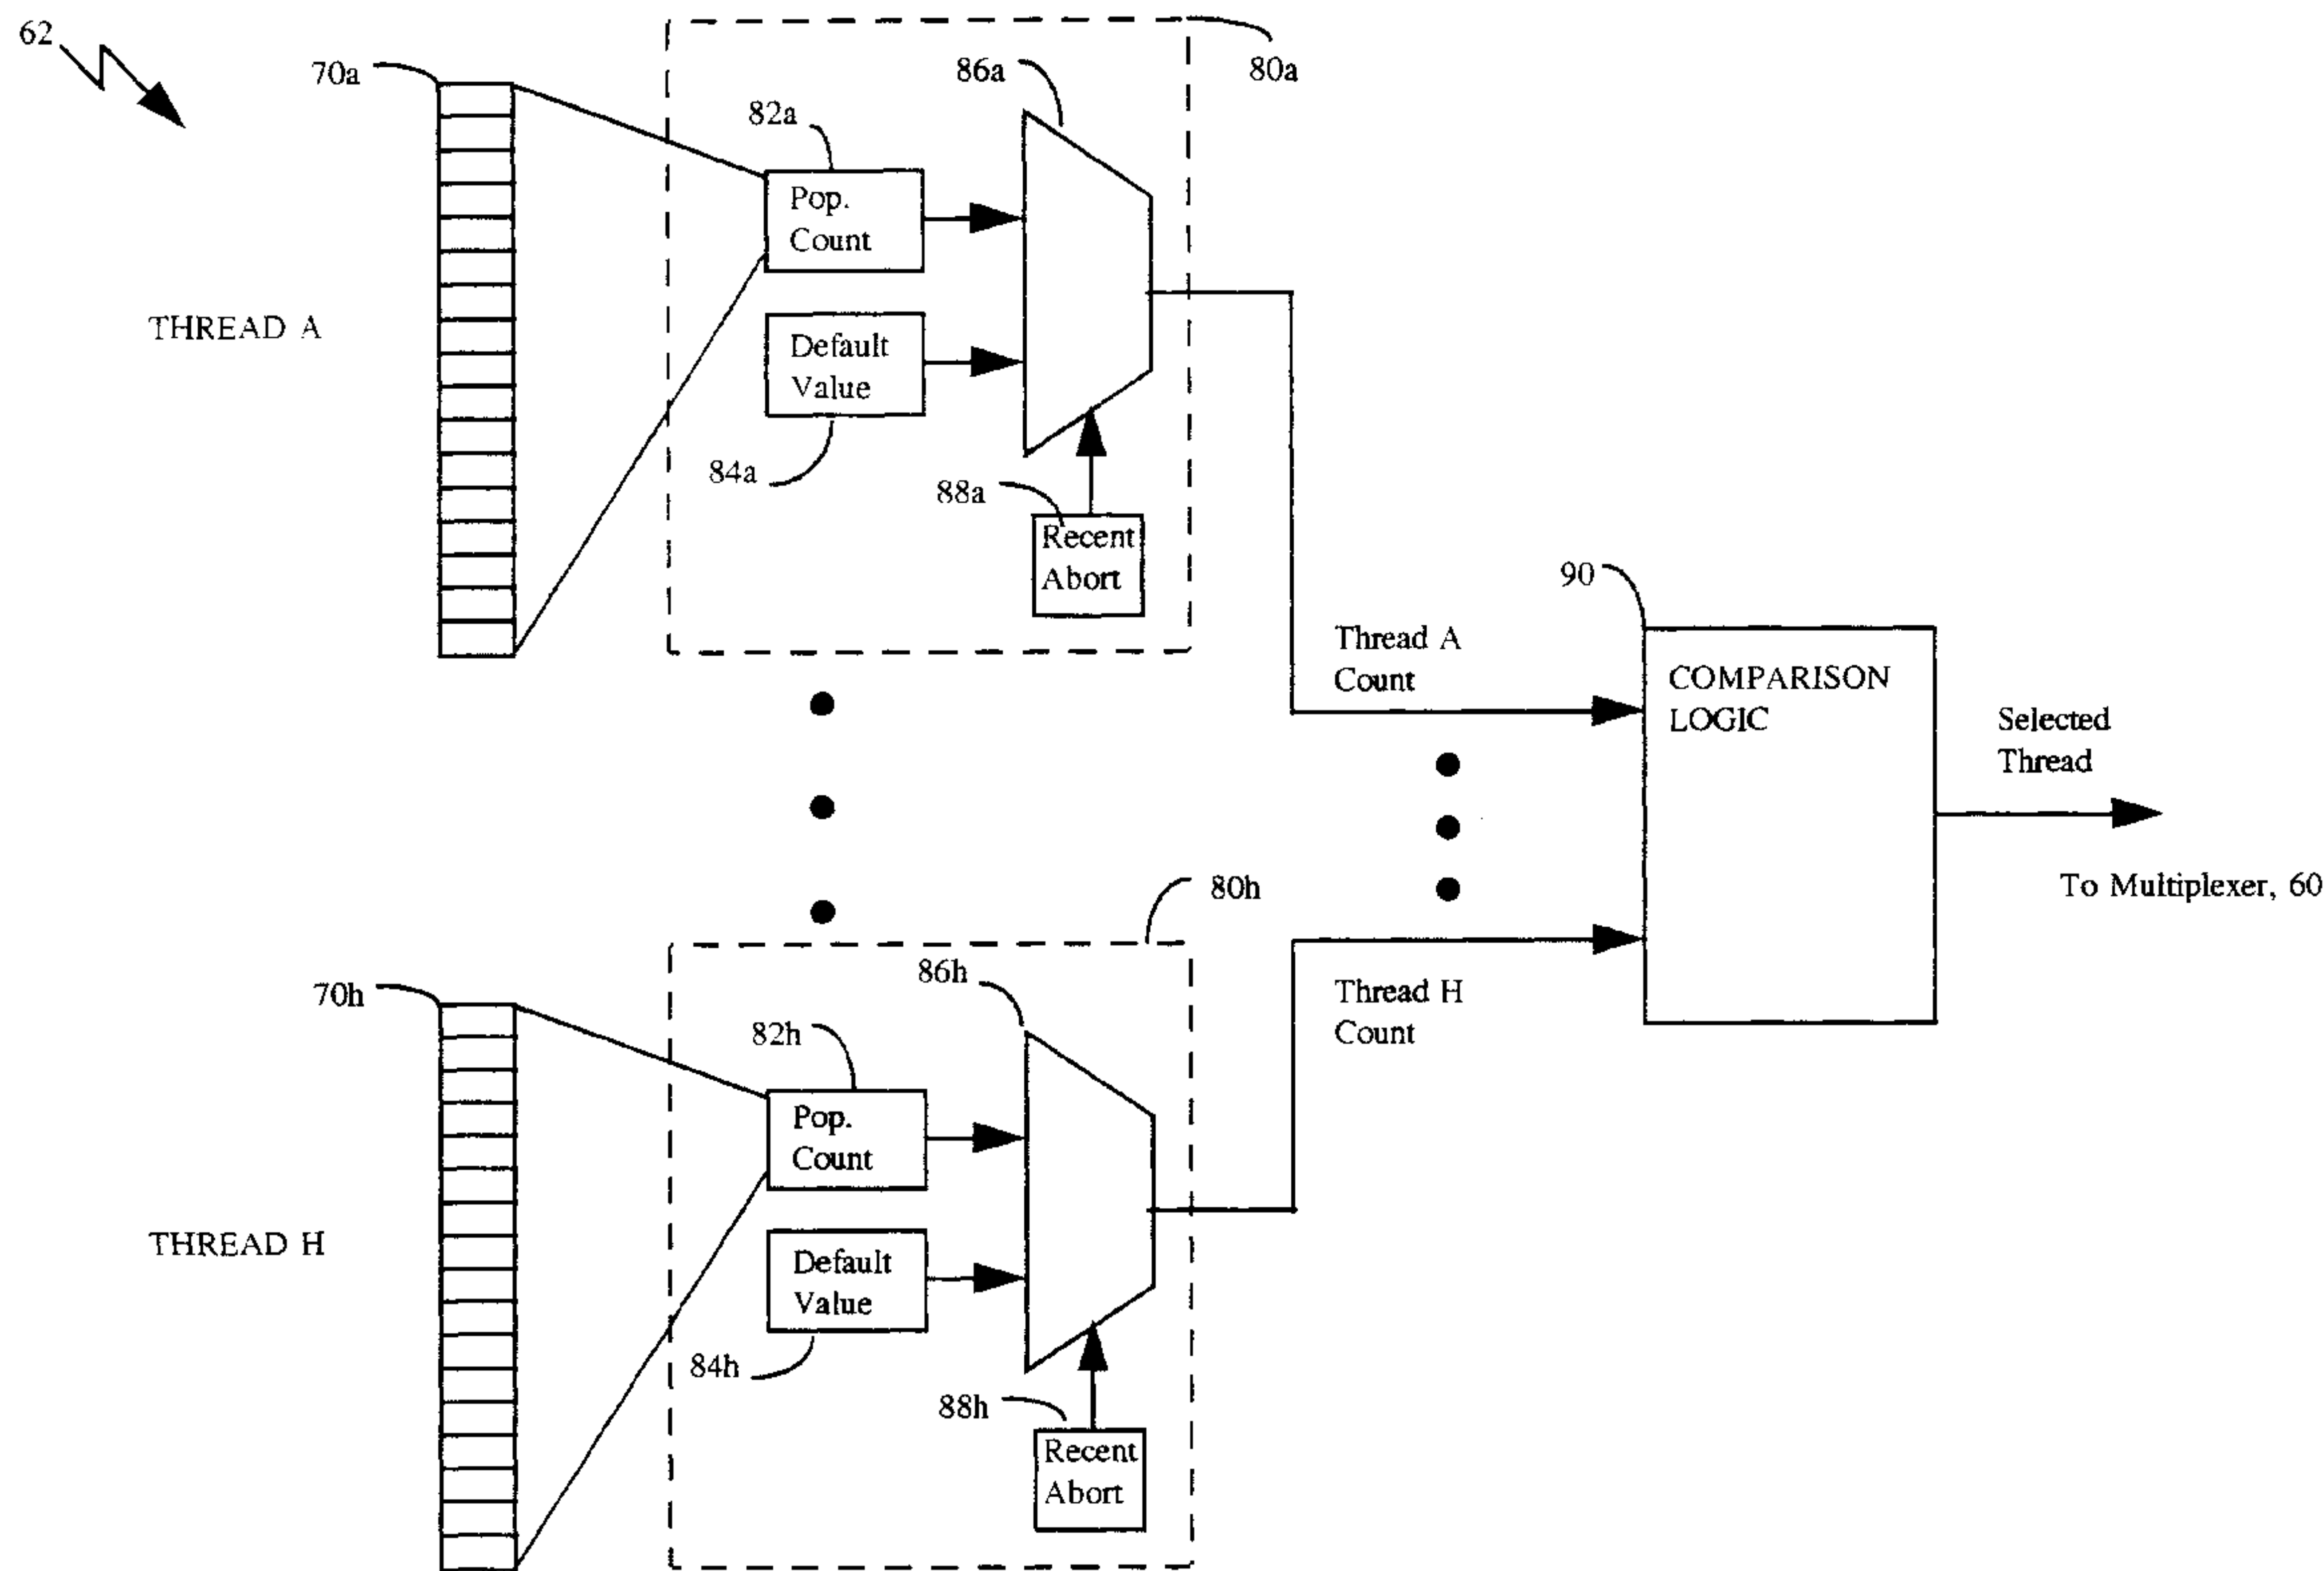 62
70a
80a
86a
82a
Pop.
Count
THREAD A
Default
Value
84a
88a
Recent
Abort
90
Thread A
Count
COMPARISON
LOGIC
Selected
Thread
To Multiplexer, 60
80h
86h
70h
Thread H
Count
82h
Pop.
Count
THREAD H
Default
Value
84h
88h
Recent
Abort